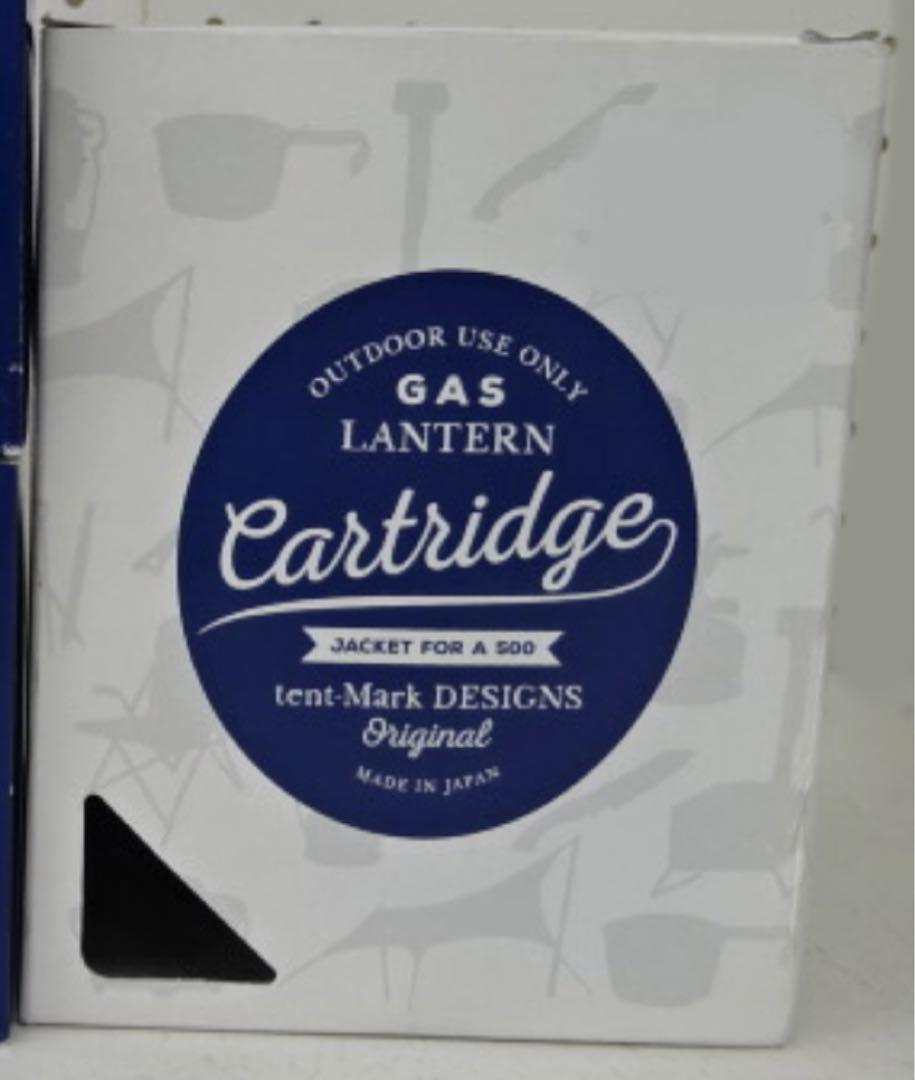 OUTDOOR USE ONLY
GAS
LANTERN
Cartridge
JACKET FOR A 500
tent-Mark DESIGNS
Original
MADE IN JAPAN